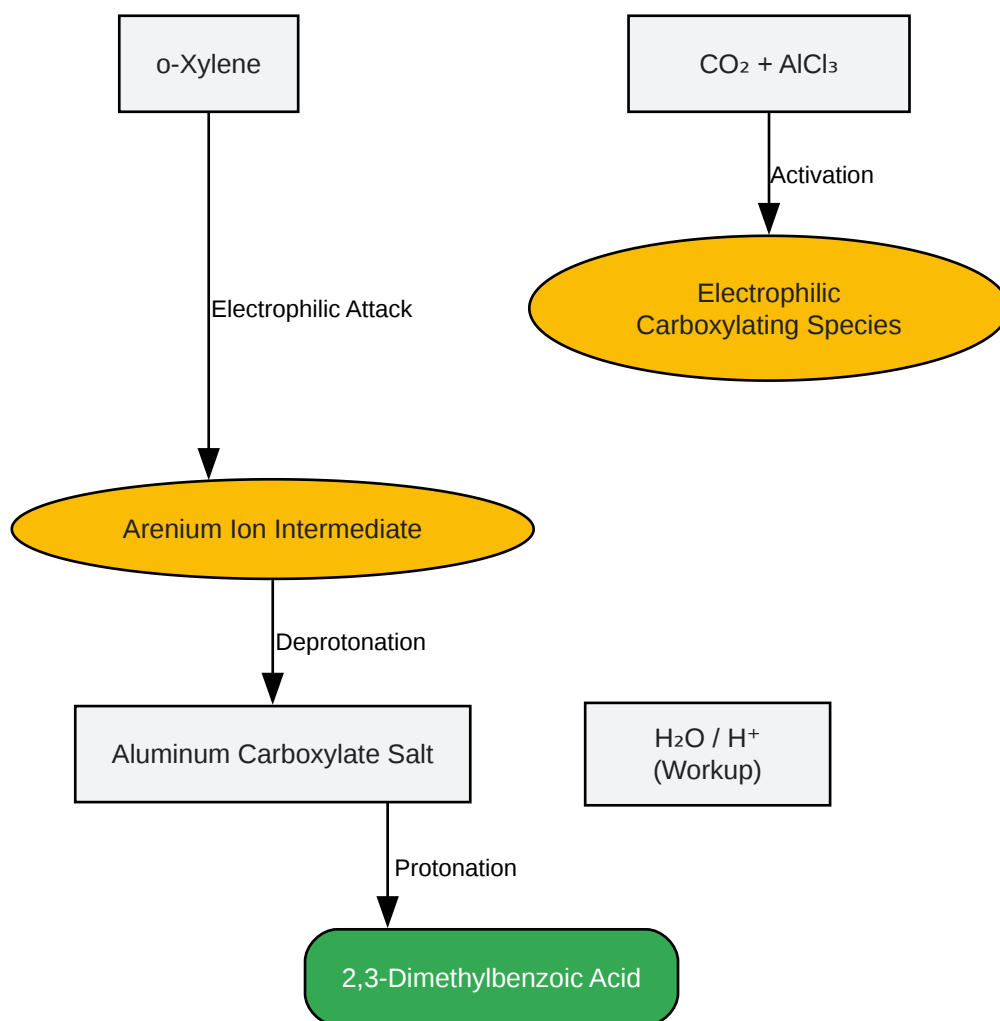 o-Xylene
CO₂ + AlCl₃
Activation
Electrophilic
Carboxylating Species
Electrophilic Attack
Arenium Ion Intermediate
Deprotonation
Aluminum Carboxylate Salt
H₂O / H⁺
(Workup)
Protonation
2,3-Dimethylbenzoic Acid